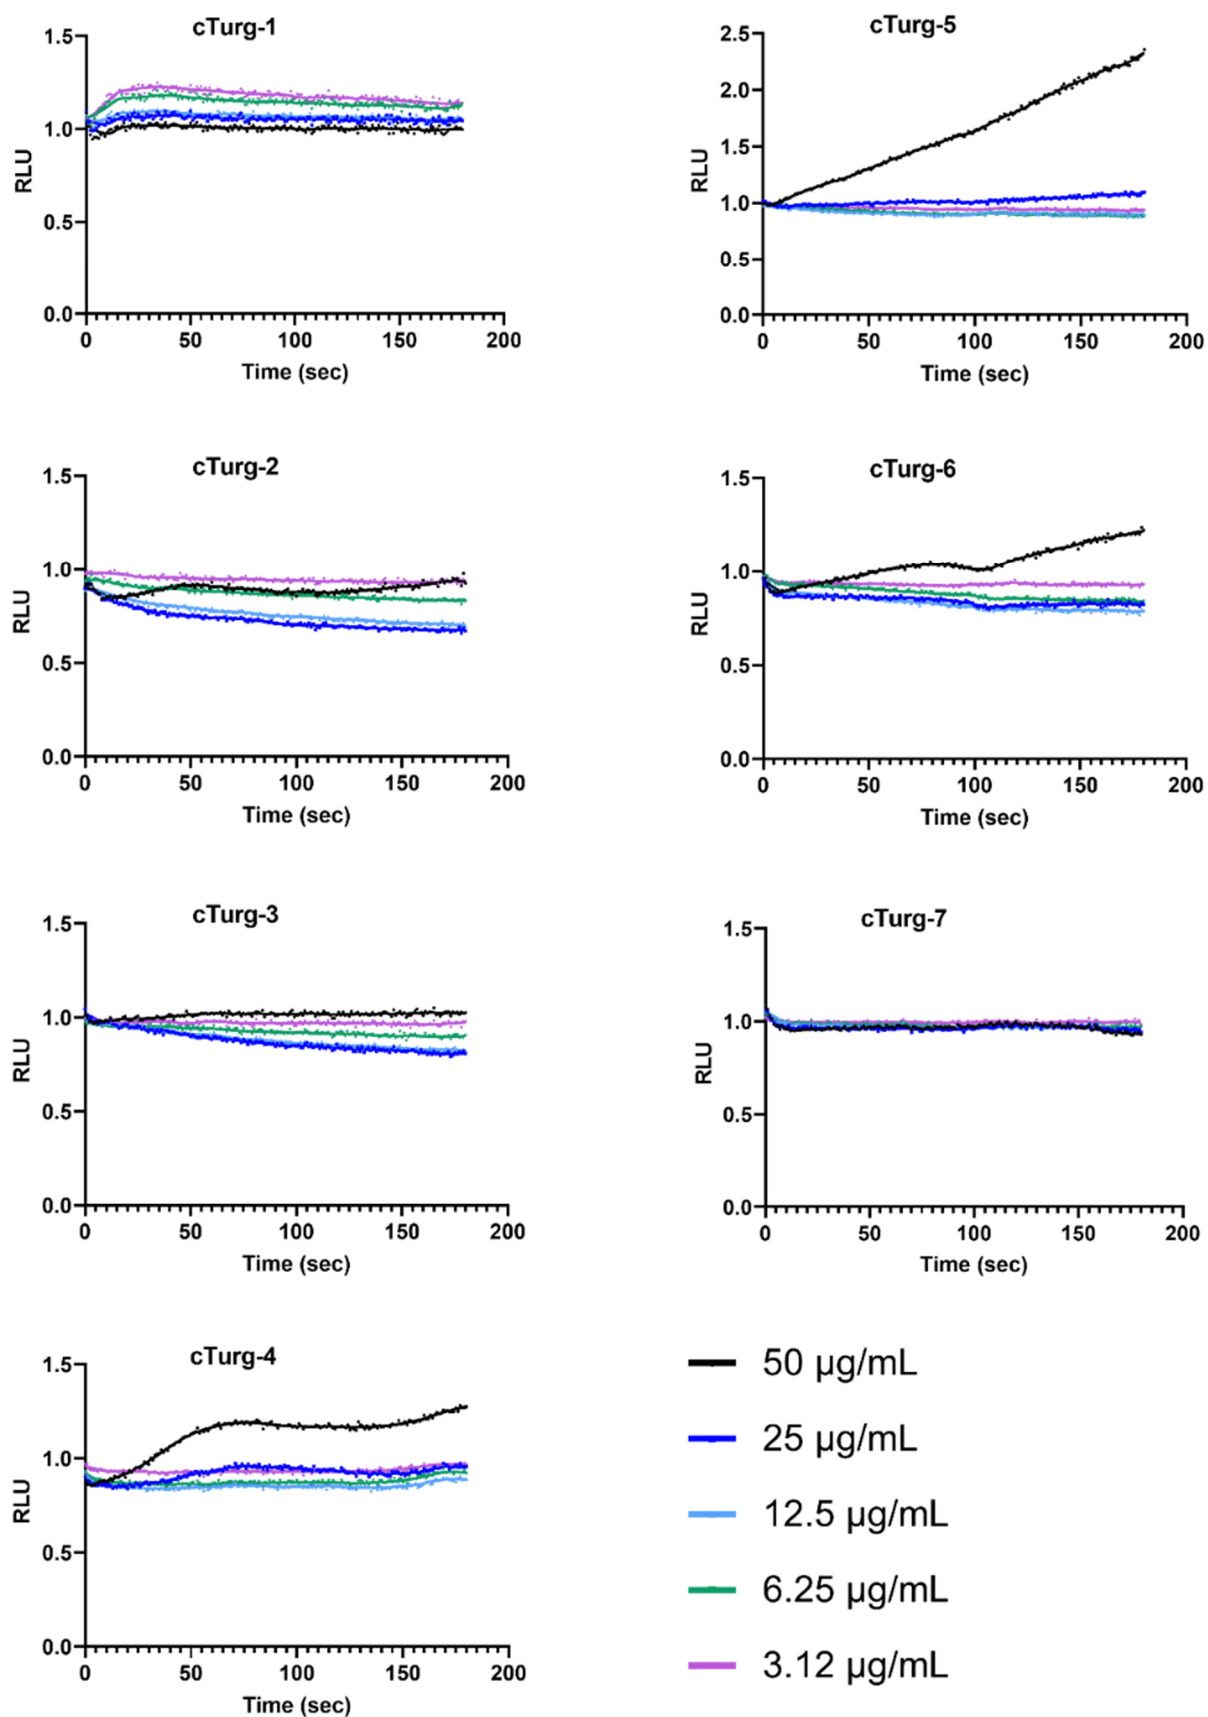 cTurg-1
1.5
1.0
0.5
0.0
RLU
0 50 100 150 200
Time (sec)
cTurg-5
2.5
2.0
1.5
1.0
0.5
0.0
RLU
0 50 100 150 200
Time (sec)
cTurg-2
1.5
1.0
0.5
0.0
RLU
0 50 100 150 200
Time (sec)
cTurg-6
1.5
1.0
0.5
0.0
RLU
0 50 100 150 200
Time (sec)
cTurg-3
1.5
1.0
0.5
0.0
RLU
0 50 100 150 200
Time (sec)
cTurg-7
1.5
1.0
0.5
0.0
RLU
0 50 100 150 200
Time (sec)
cTurg-4
1.5
1.0
0.5
0.0
RLU
0 50 100 150 200
Time (sec)
50 µg/mL
25 µg/mL
12.5 µg/mL
6.25 µg/mL
3.12 µg/mL